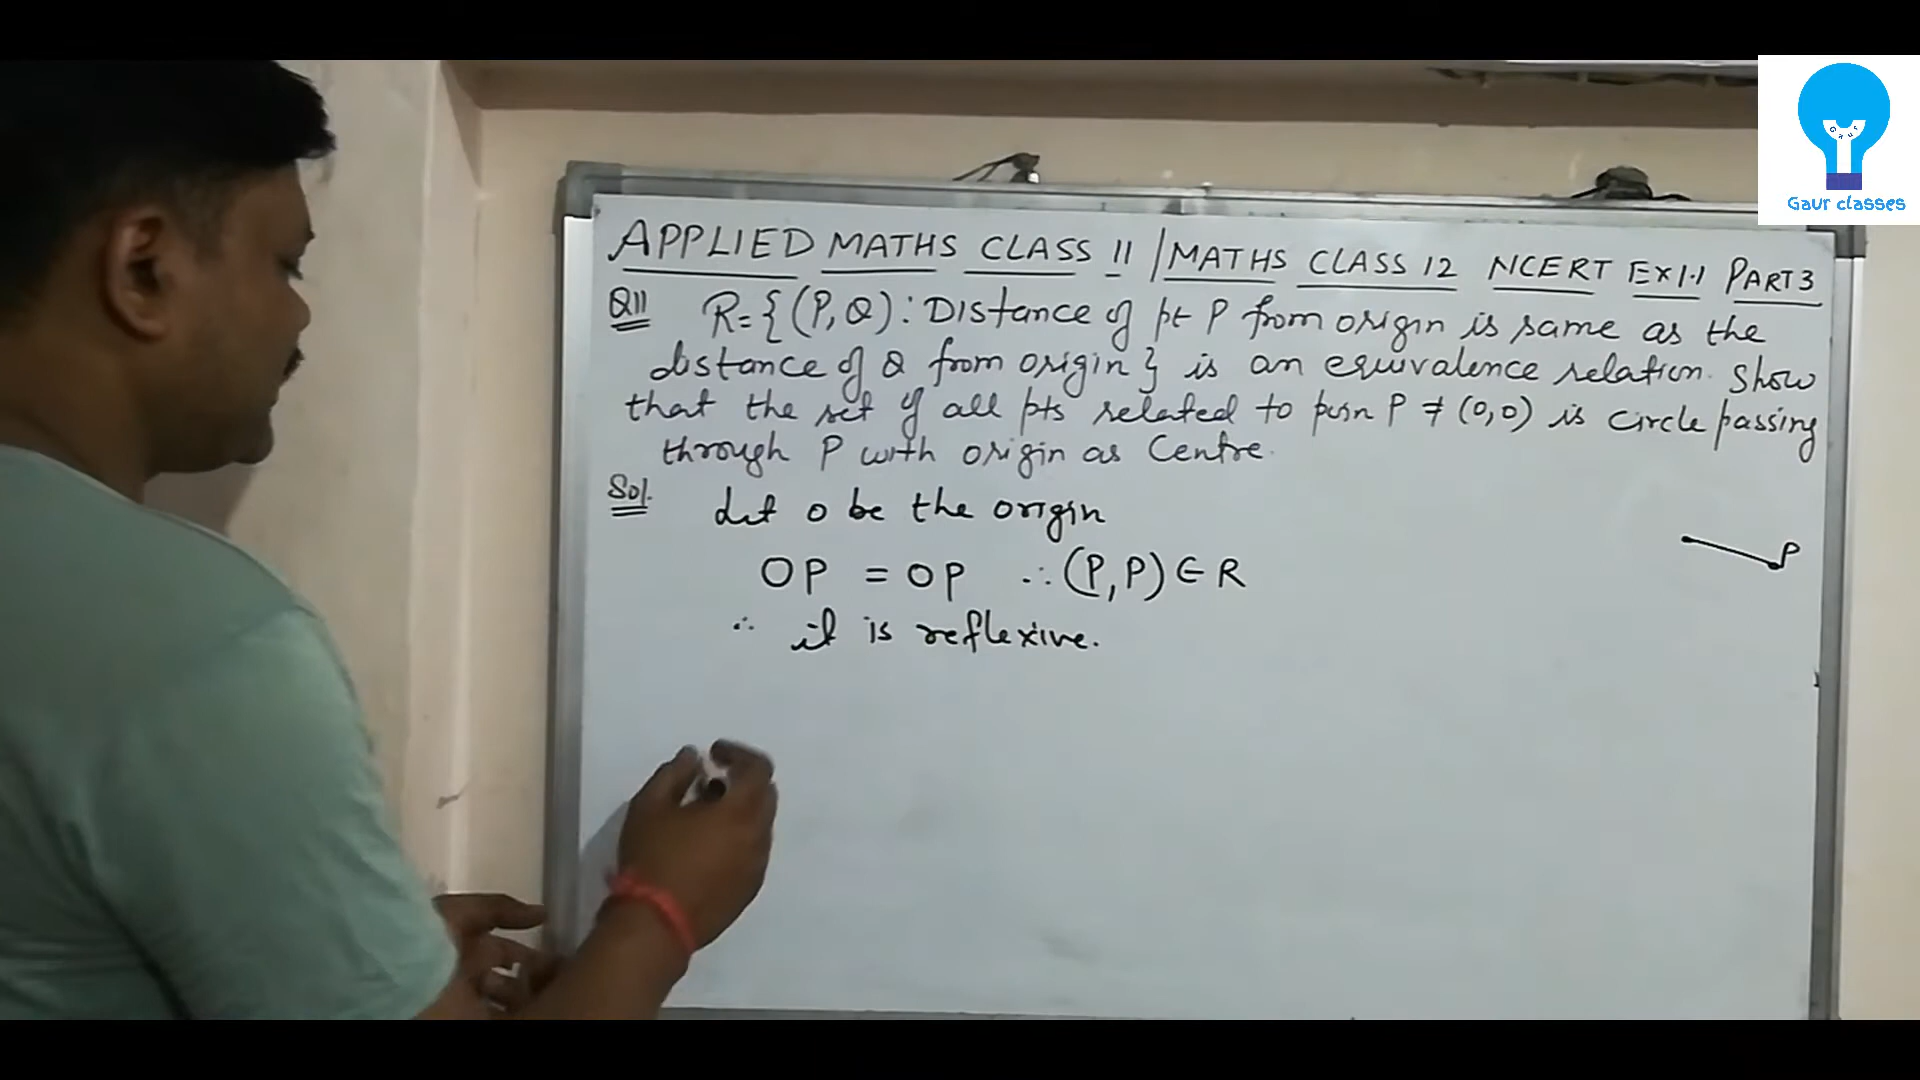 Gaur
Gaur classes
APPLIED MATHS CLASS 11 / MATHS CLASS 12 NCERT EX 1.1 PART 3
Q11 R = {(P, Q) : Distance of pt P from origin is same as the
distance of Q from origin } is an equivalence relation. Show
that the set of all pts related to P ≠ (0,0) is circle passing
through P with origin as Centre.
Sol. Let O be the origin
P
OP = OP ∴ (P, P) ∈ R
∴ it is reflexive.